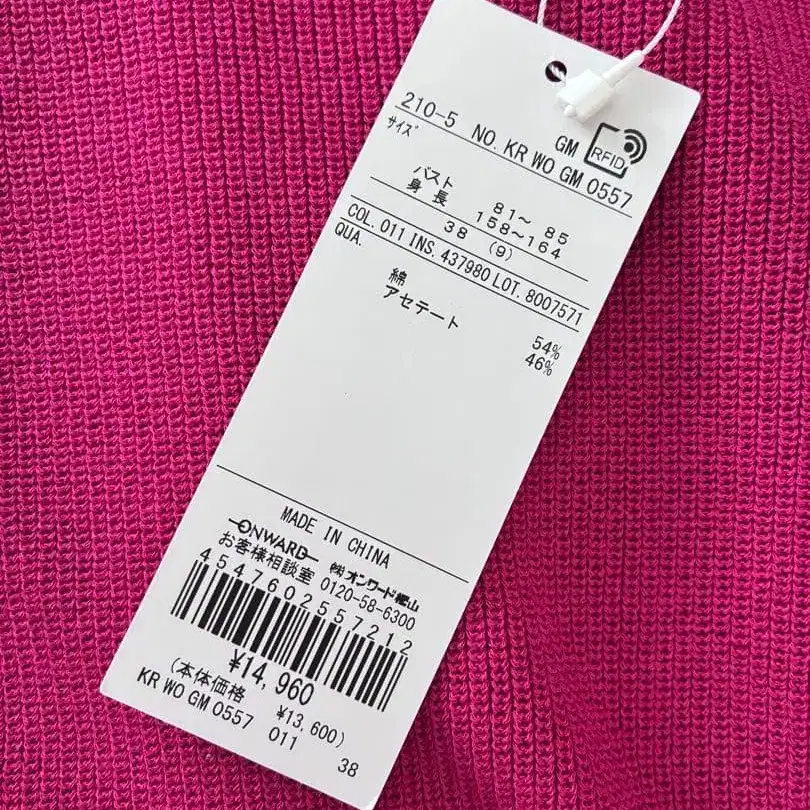 GM RFID
210-5 NO. KR WO GM 0557
サイズ
バスト 81～ 85
身長 158～164
38 (9)
COL. 011 INS. 437980 LOT. 8007571
QUA.
綿 54%
アセテート 46%
MADE IN CHINA
ONWARD ㈱オンワード樫山
お客様相談室 0120-58-6300
4547602557212
¥14,960
(本体価格 ¥13,600)
KR WO GM 0557 011 38